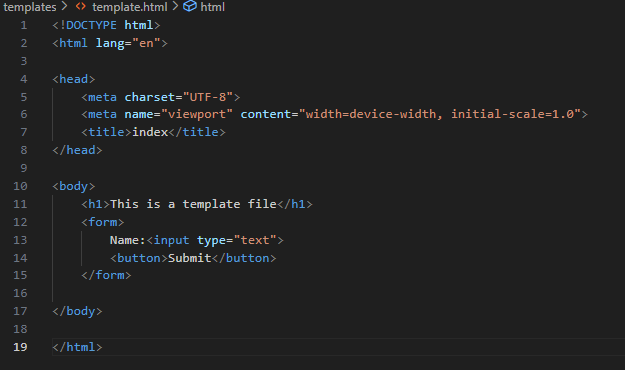 templates > <> template.html > html
1 <!DOCTYPE html>
2 <html lang="en">
3
4 <head>
5     <meta charset="UTF-8">
6     <meta name="viewport" content="width=device-width, initial-scale=1.0">
7     <title>index</title>
8 </head>
9
10 <body>
11     <h1>This is a template file</h1>
12     <form>
13         Name:<input type="text">
14         <button>Submit</button>
15     </form>
16
17 </body>
18
19 </html>